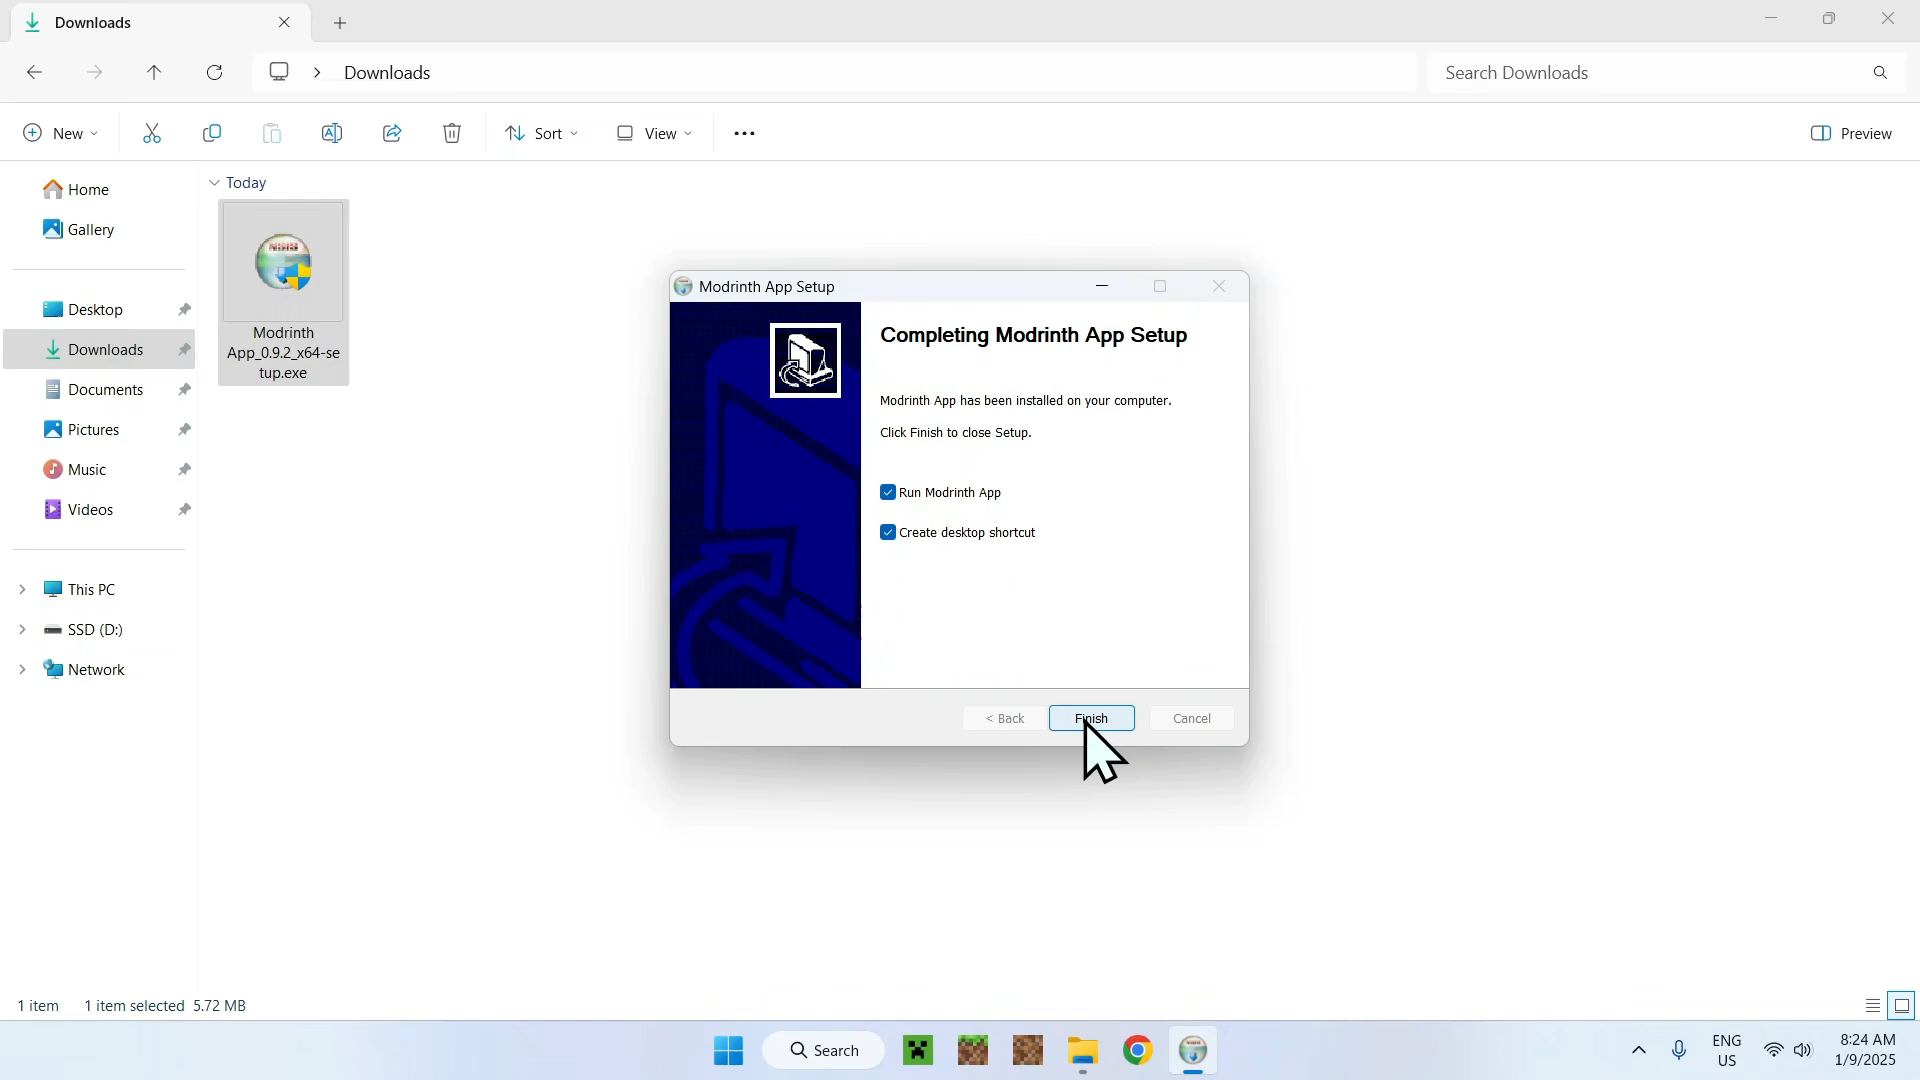 Downloads
Downloads
Search Downloads
New
Sort
View
Preview
Home
Gallery
Desktop
Downloads
Documents
Pictures
Music
Videos
This PC
SSD (D:)
Network
Today
NSIS
Modrinth
App_0.9.2_x64-se
tup.exe
Modrinth App Setup
Completing Modrinth App Setup
Modrinth App has been installed on your computer.
Click Finish to close Setup.
Run Modrinth App
Create desktop shortcut
< Back
Finish
Cancel
1 item
1 item selected 5.72 MB
Search
ENG
US
8:24 AM
1/9/2025